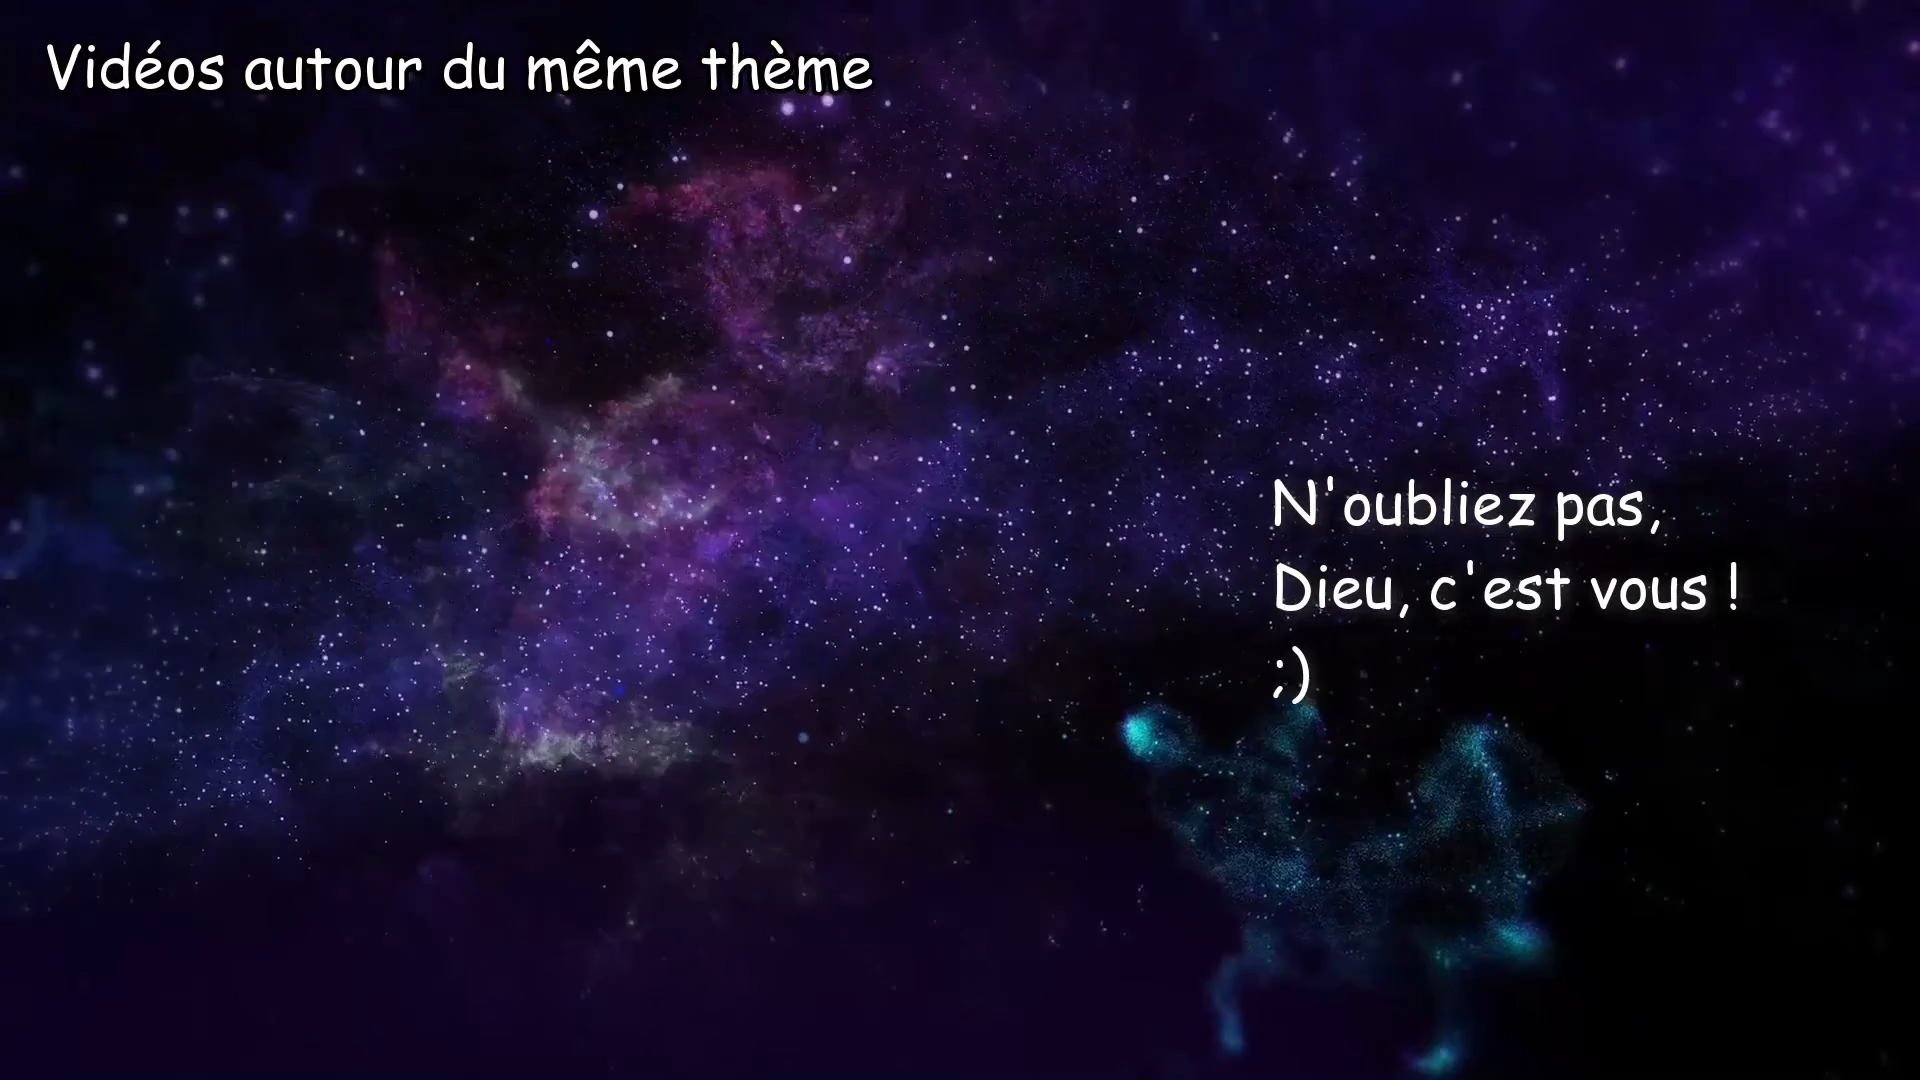 Vidéos autour du même thème
N'oubliez pas,
Dieu, c'est vous !
;)